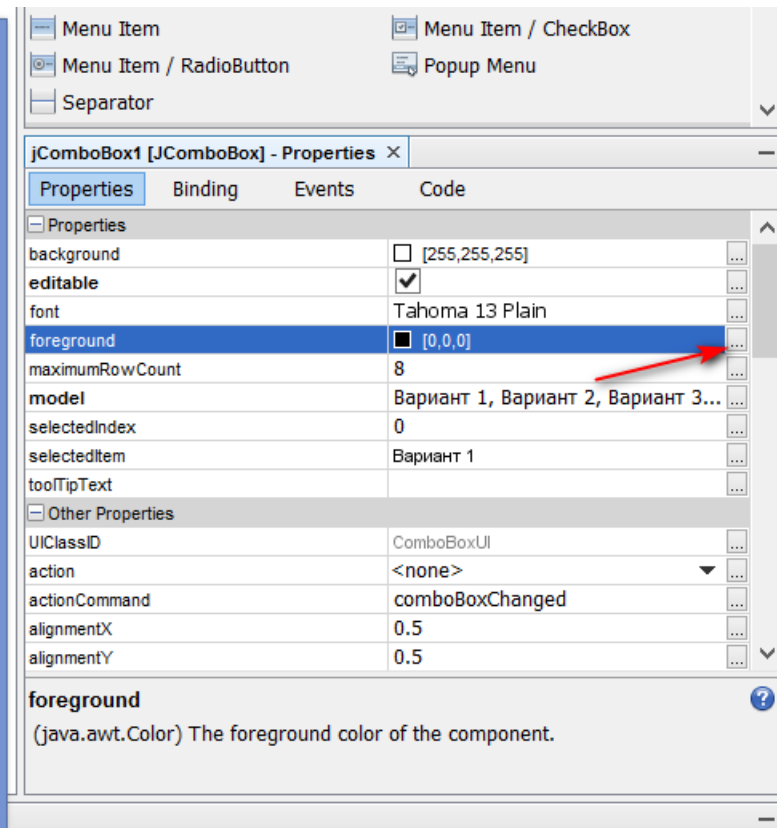 Menu Item Menu Item / CheckBox
Menu Item / RadioButton Popup Menu
Separator
jComboBox1 [JComboBox] - Properties ×
Properties Binding Events Code
Properties
background [255,255,255] ...
editable ...
font Tahoma 13 Plain ...
foreground [0,0,0] ...
maximumRowCount 8 ...
model Вариант 1, Вариант 2, Вариант 3... ...
selectedIndex 0 ...
selectedItem Вариант 1 ...
toolTipText ...
Other Properties
UIClassID ComboBoxUI ...
action <none> ...
actionCommand comboBoxChanged ...
alignmentX 0.5 ...
alignmentY 0.5 ...
foreground ?
(java.awt.Color) The foreground color of the component.